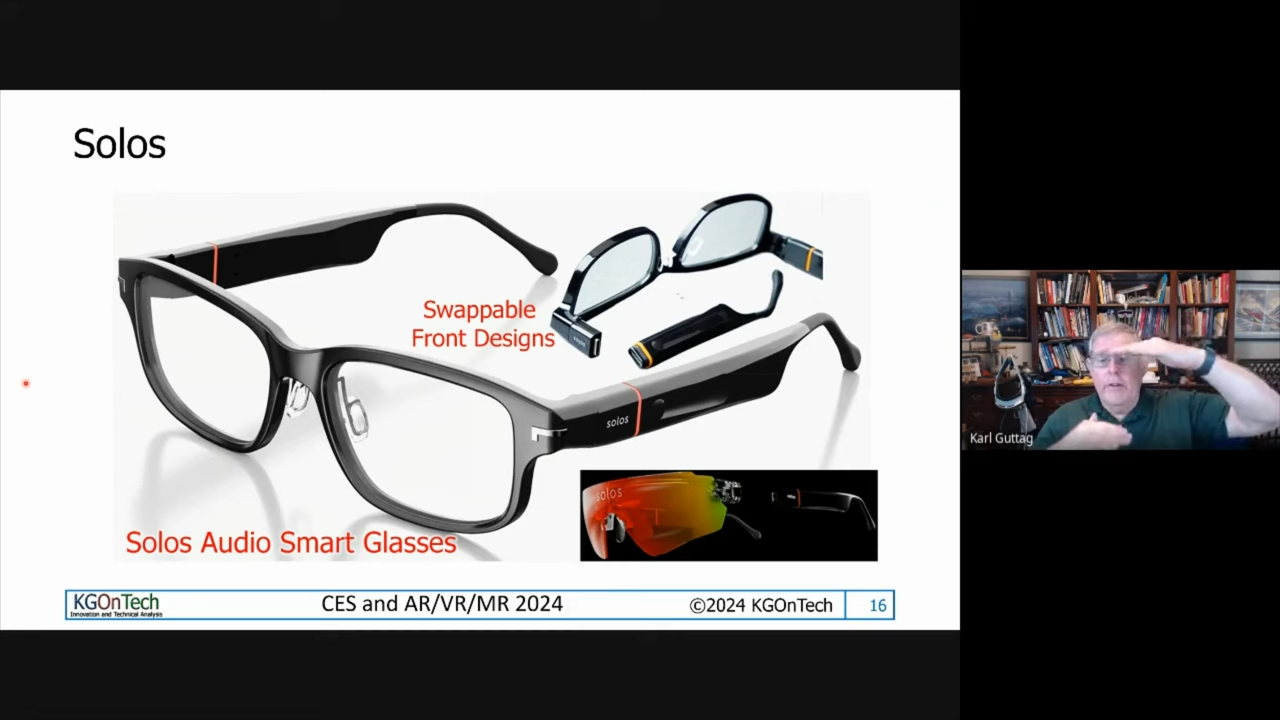 Solos
Swappable
Front Designs
solos
solos
Solos Audio Smart Glasses
KGOnTech
Innovation and Technical Analysis
CES and AR/VR/MR 2024
©2024 KGOnTech
16
Karl Guttag